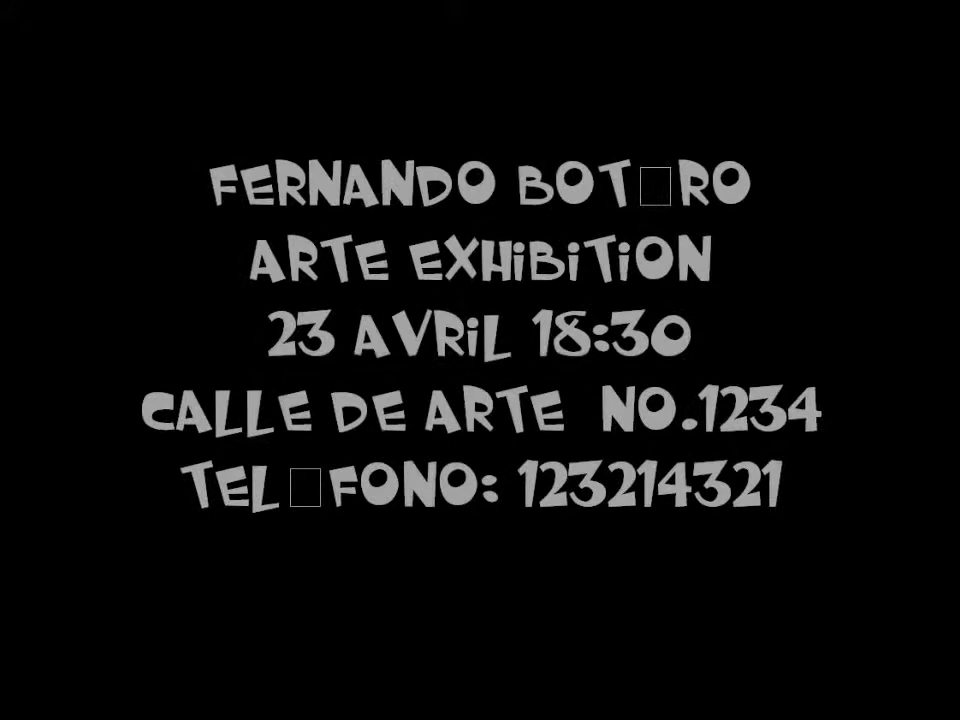 FERNANDO BOT□RO
ARTE EXHiBiTiON
23 AVRiL 18:30
CALLE DE ARTE NO.1234
TEL□FONO: 123214321